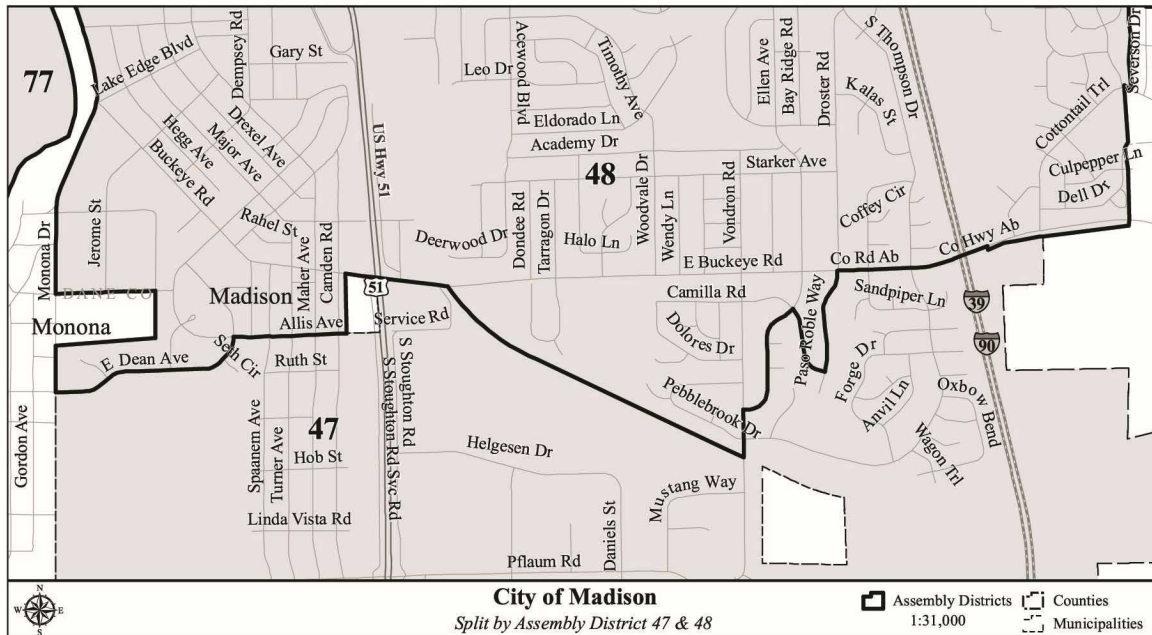 77
Lake Edge Blvd
Dempsey Rd
Gary St
US Hwy 51
Leo Dr
Acewood Blvd
Timothy Ave
Ellen Ave
Bay Ridge Rd
Droster Rd
S Thompson Dr
Kalas St
Severson Dr
Cottontail Trl
Hegg Ave
Major Ave
Drexel Ave
Buckeye Rd
Eldorado Ln
Academy Dr
48
Starker Ave
Culpepper Ln
Dell Dr
Monona Dr
Jerome St
Rahel St
Maher Ave
Camden Rd
Deerwood Dr
Dondee Rd
Tarragon Dr
Halo Ln
Woodvale Dr
Wendy Ln
Vondron Rd
Coffey Cir
E Buckeye Rd
Co Rd Ab
Co Hwy Ab
DANE CO
Madison
51
Camilla Rd
Paso Roble Way
Sandpiper Ln
39
90
Monona
Allis Ave
Service Rd
Dolores Dr
E Dean Ave
Seth Cir
Ruth St
S Stoughton Rd
S Stoughton Rd Svc Rd
Pebblebrook Dr
Forge Dr
Anvil Ln
Oxbow Bend
Wagon Trl
Gordon Ave
Spaanem Ave
Turner Ave
47
Hob St
Helgesen Dr
Linda Vista Rd
Mustang Way
Daniels St
Pflaum Rd
N
W
E
S
City of Madison
Split by Assembly District 47 & 48
Assembly Districts
1:31,000
Counties
Municipalities